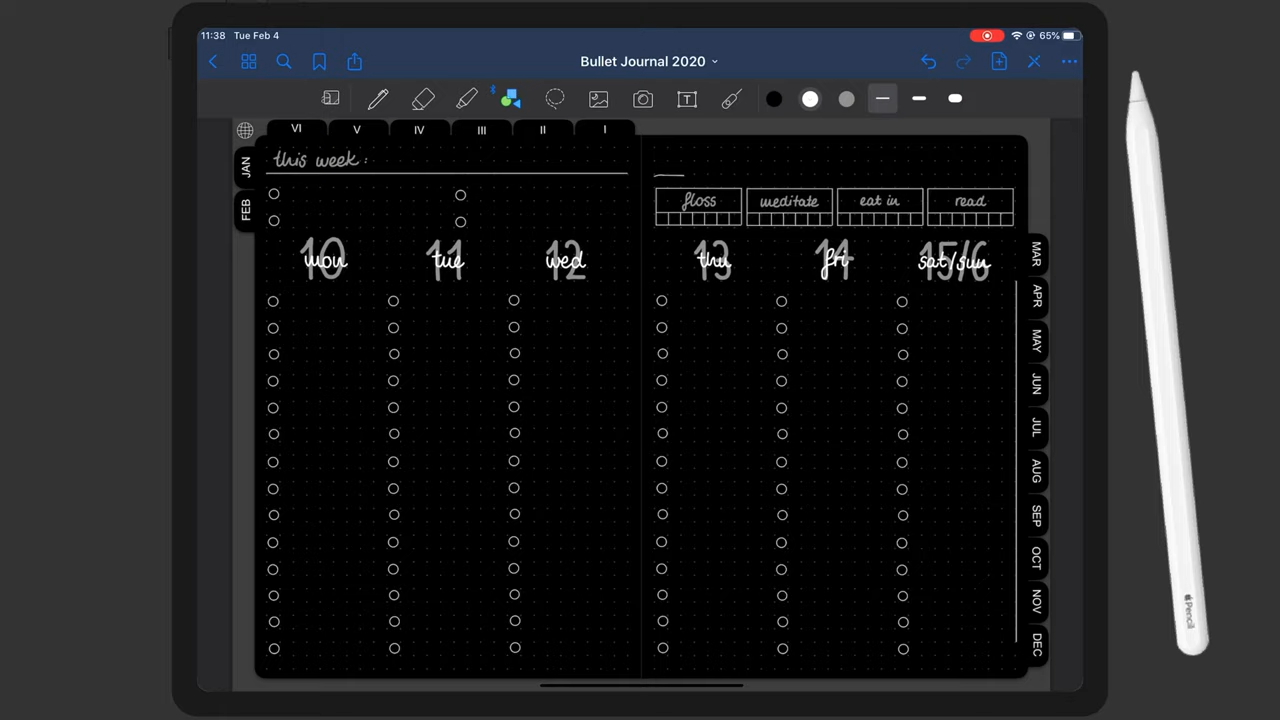 11:38 Tue Feb 4 65%
Bullet Journal 2020
VI V IV III II I
JAN
FEB
this week:
floss meditate eat in read
10 11 12 13 14 15/6
mon tue wed thu fri sat/sun
MAR
APR
MAY
JUN
JUL
AUG
SEP
OCT
NOV
DEC
Pencil